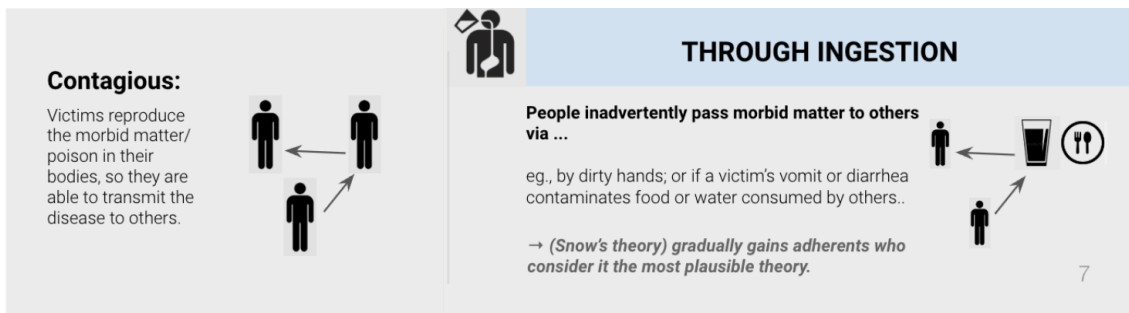 Contagious:
Victims reproduce
the morbid matter/
poison in their
bodies, so they are
able to transmit the
disease to others.
THROUGH INGESTION
People inadvertently pass morbid matter to others
via ...
eg., by dirty hands; or if a victim's vomit or diarrhea
contaminates food or water consumed by others..
→ (Snow's theory) gradually gains adherents who
consider it the most plausible theory.
7